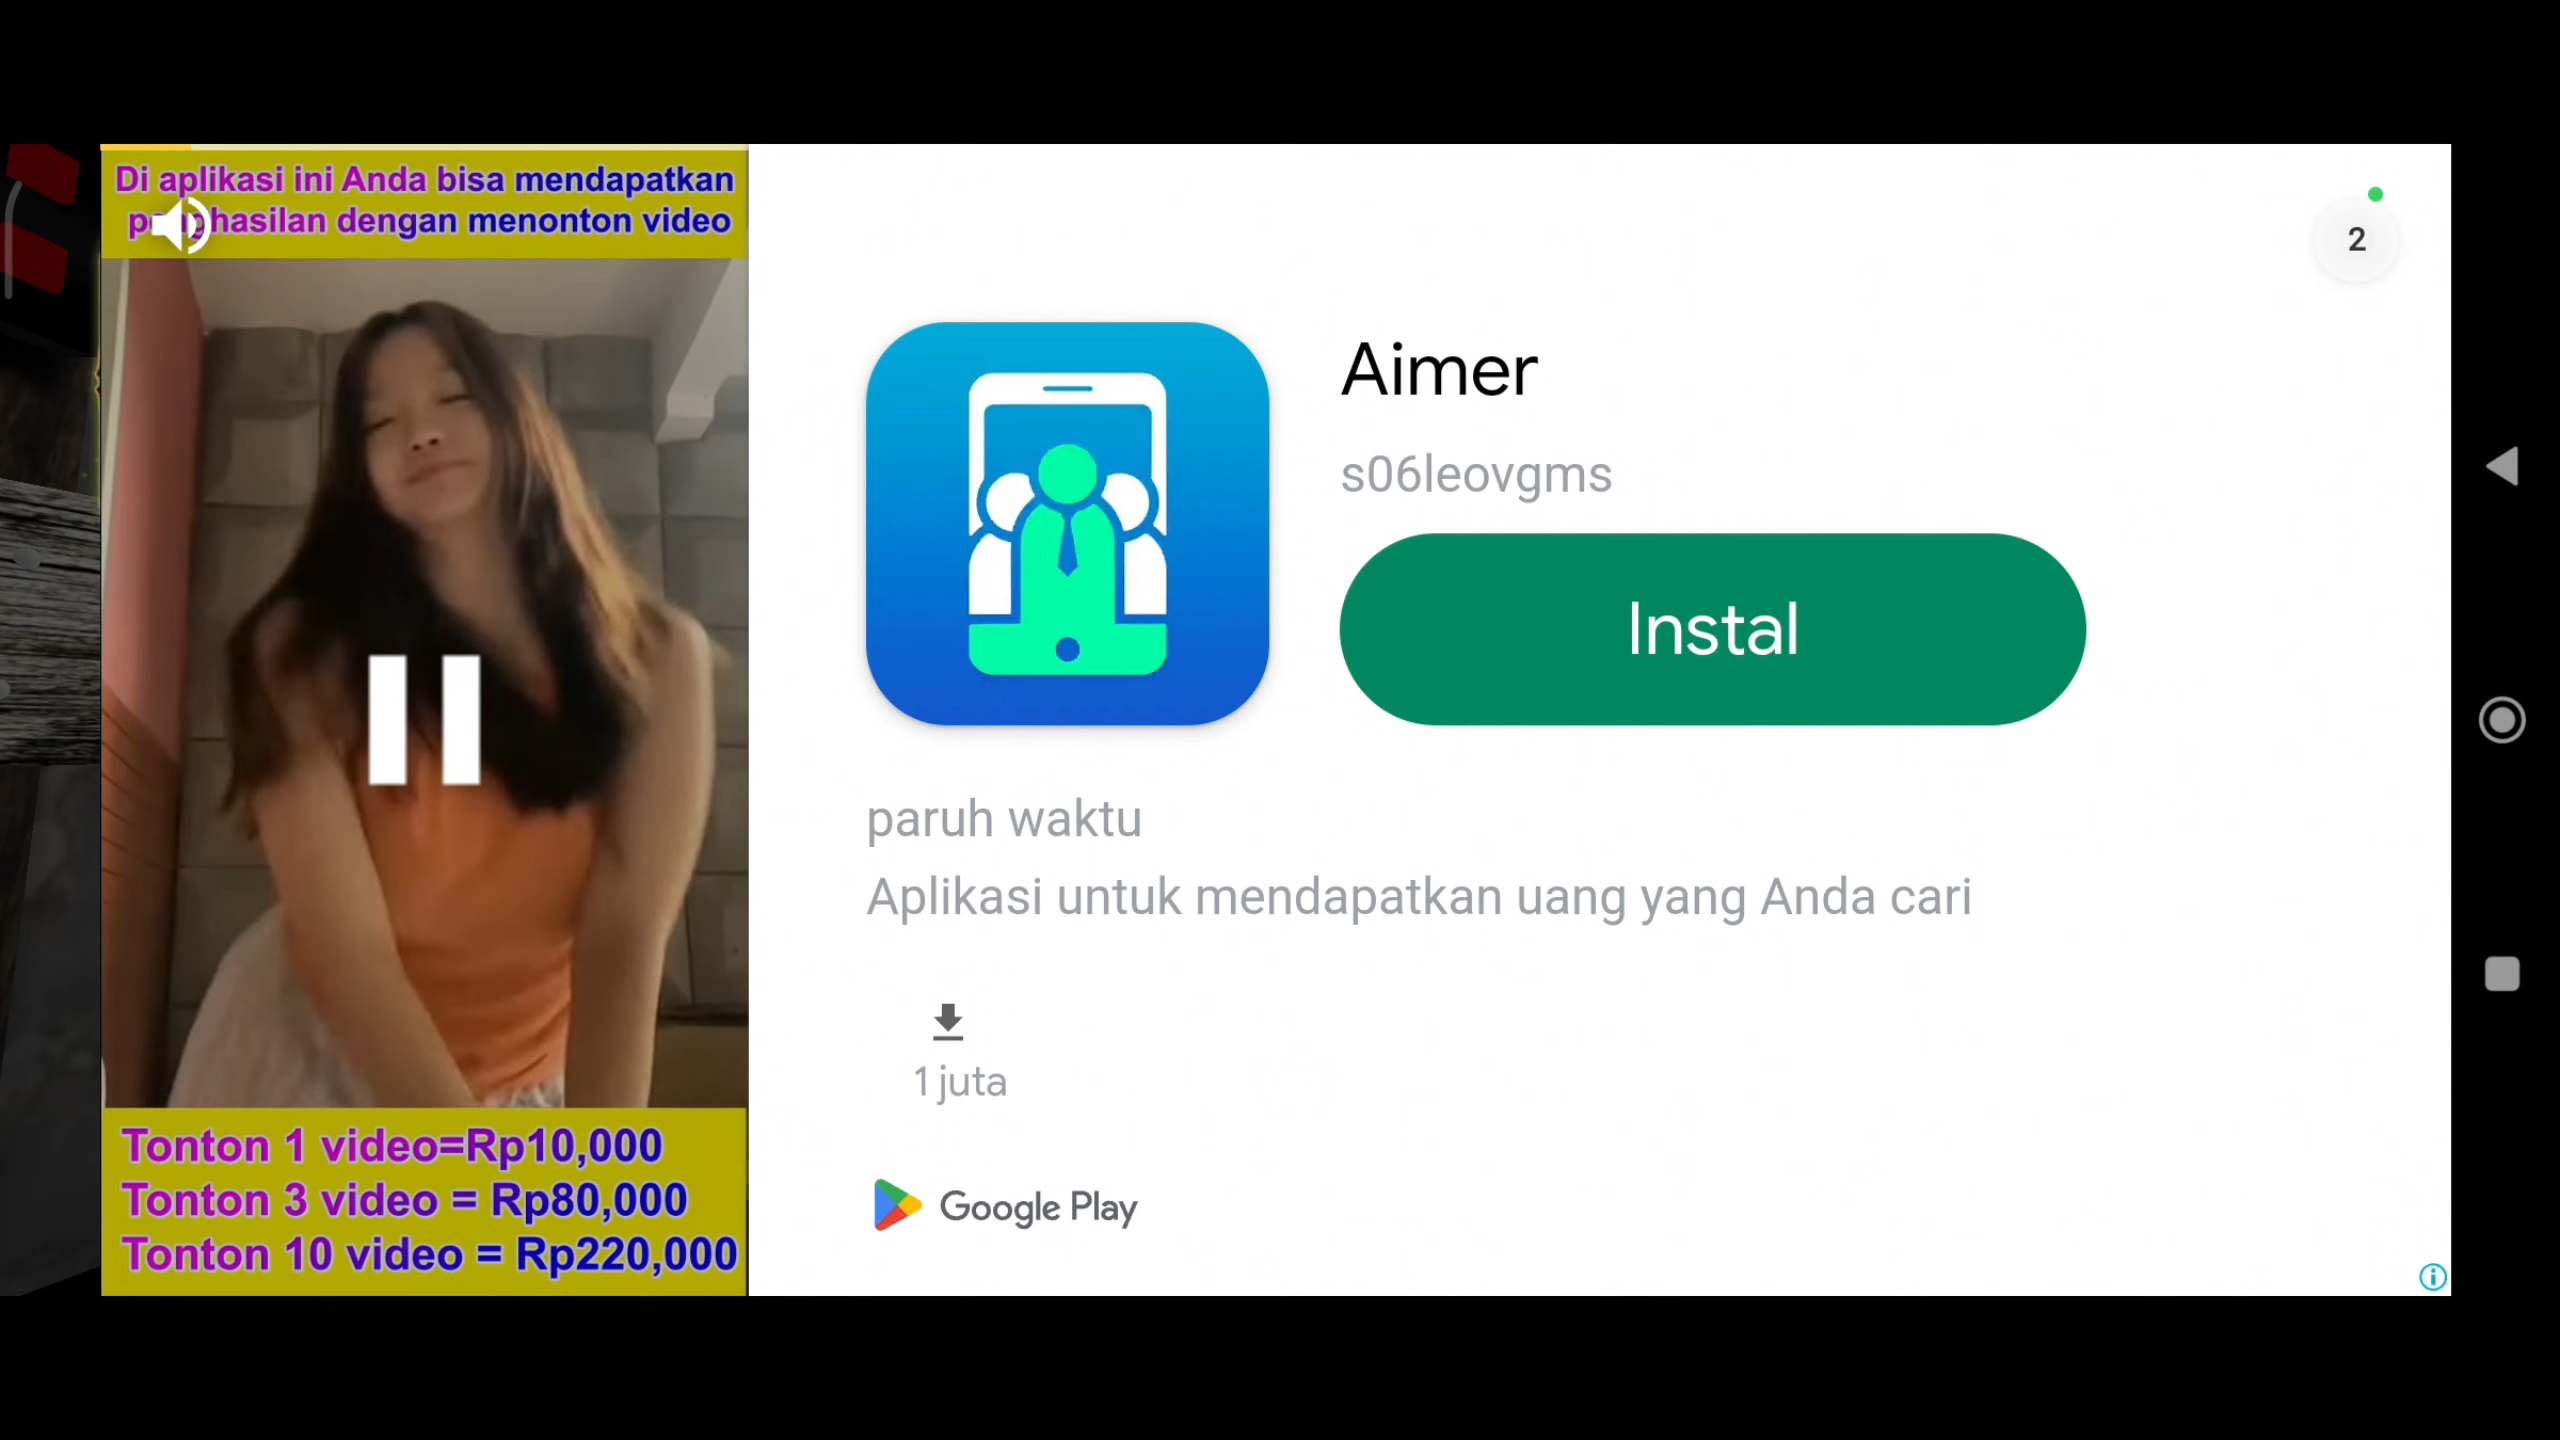 Di aplikasi ini Anda bisa mendapatkan
penghasilan dengan menonton video
Tonton 1 video=Rp10,000
Tonton 3 video = Rp80,000
Tonton 10 video = Rp220,000
2
Aimer
s06leovgms
Instal
paruh waktu
Aplikasi untuk mendapatkan uang yang Anda cari
1 juta
Google Play